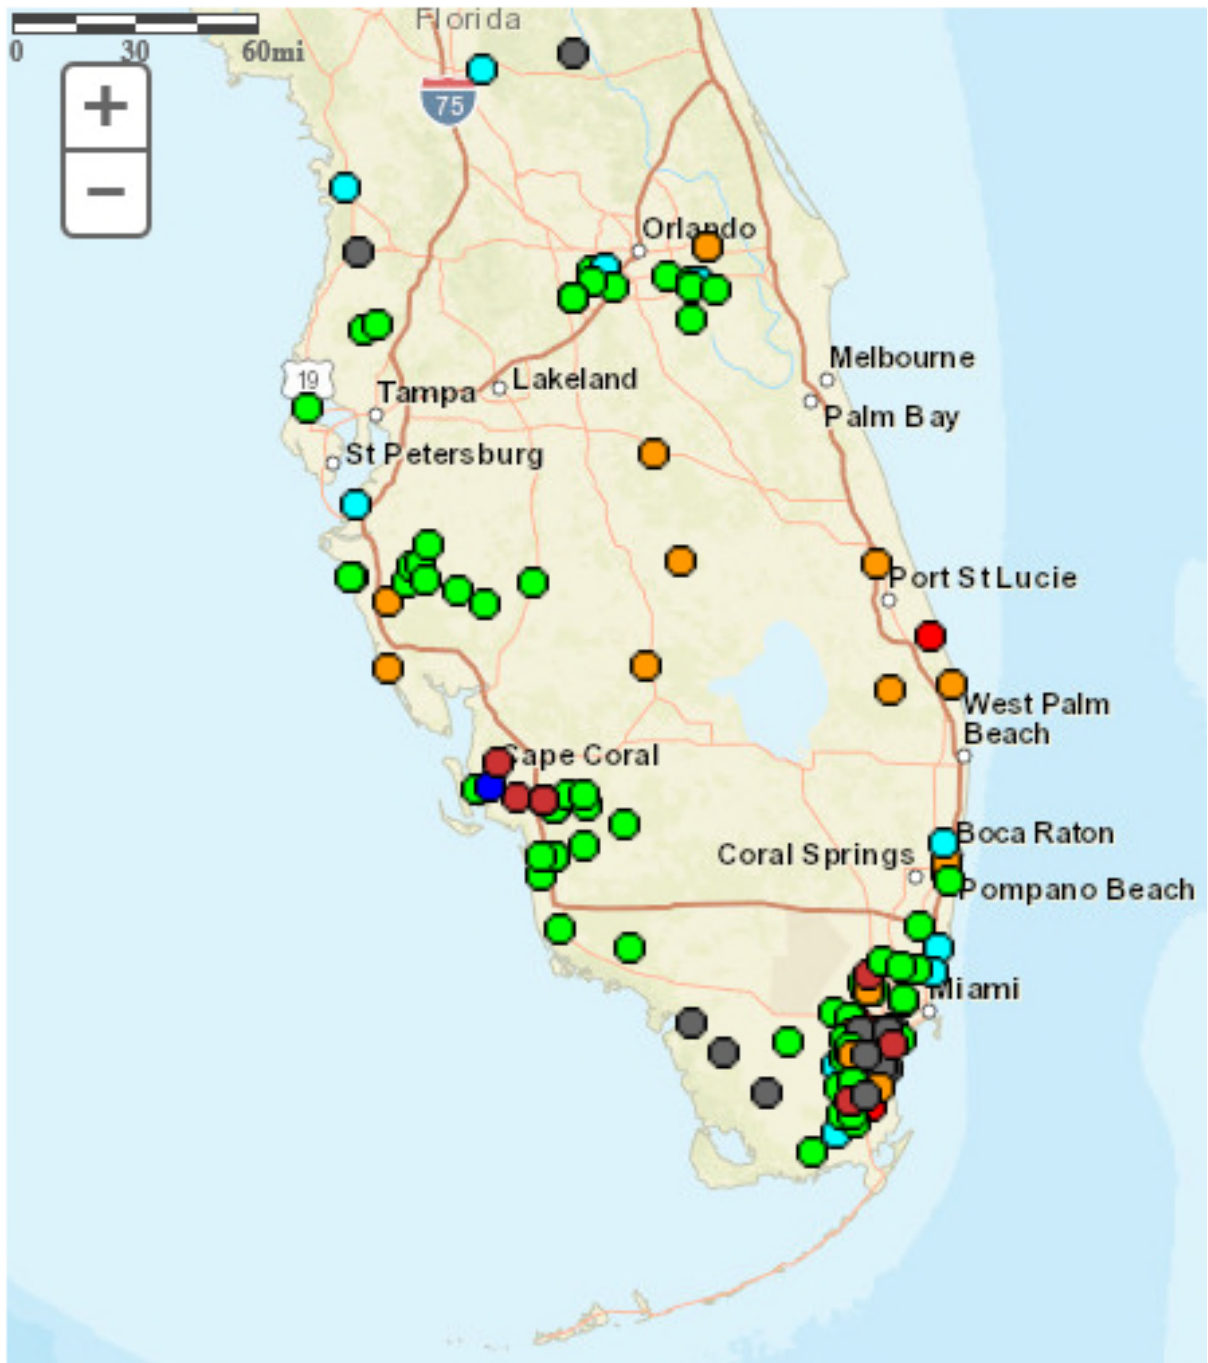 Florida
0 30 60mi
+
75
−
Orlando
Melbourne
19
Lakeland
Tampa
Palm Bay
St Petersburg
Port St Lucie
West Palm
Beach
Cape Coral
Boca Raton
Coral Springs
Pompano Beach
Miami